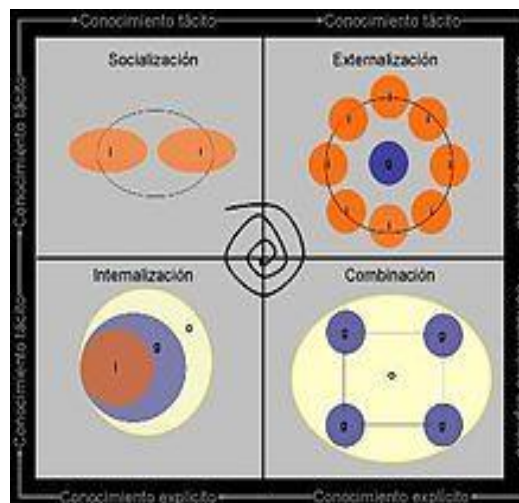 Conocimiento tácito Conocimiento tácito
Socialización Externalización
I I
i i i i i i i i
g
Conocimiento tácito
Conocimiento tácito
Internalización Combinación
I g o
g g
o
g g
Conocimiento explícito Conocimiento explícito